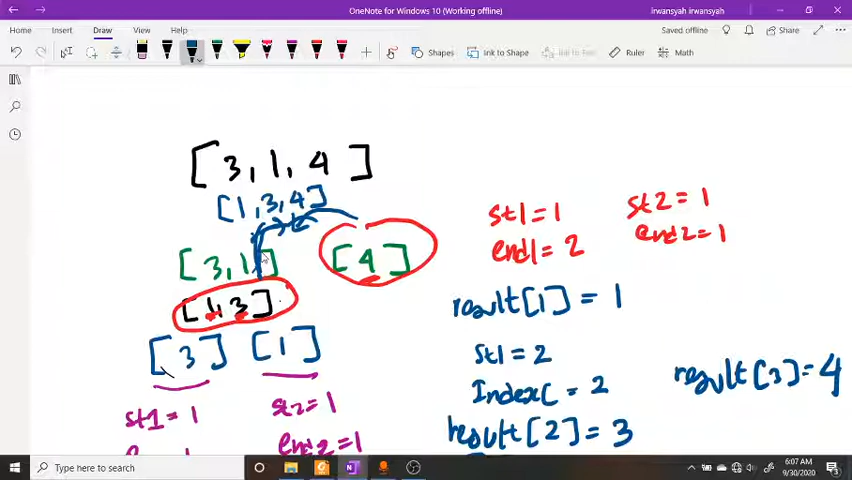 OneNote for Windows 10 (Working offline)
irwansyah irwansyah
Home Insert Draw View Help
Saved offline
Share
Shapes Ink to Shape Ink to Text Ruler Math
[3,1,4]
[1,3,4]
st1=1 st2=1
end1=2 end2=1
[3,1] [4]
[1,3]
result[1] = 1
[3] [1]
st1=2
IndexC = 2 result[3]=4
st1=1 st2=1
result[2]=3
end2=1
Type here to search
6:07 AM
9/30/2020